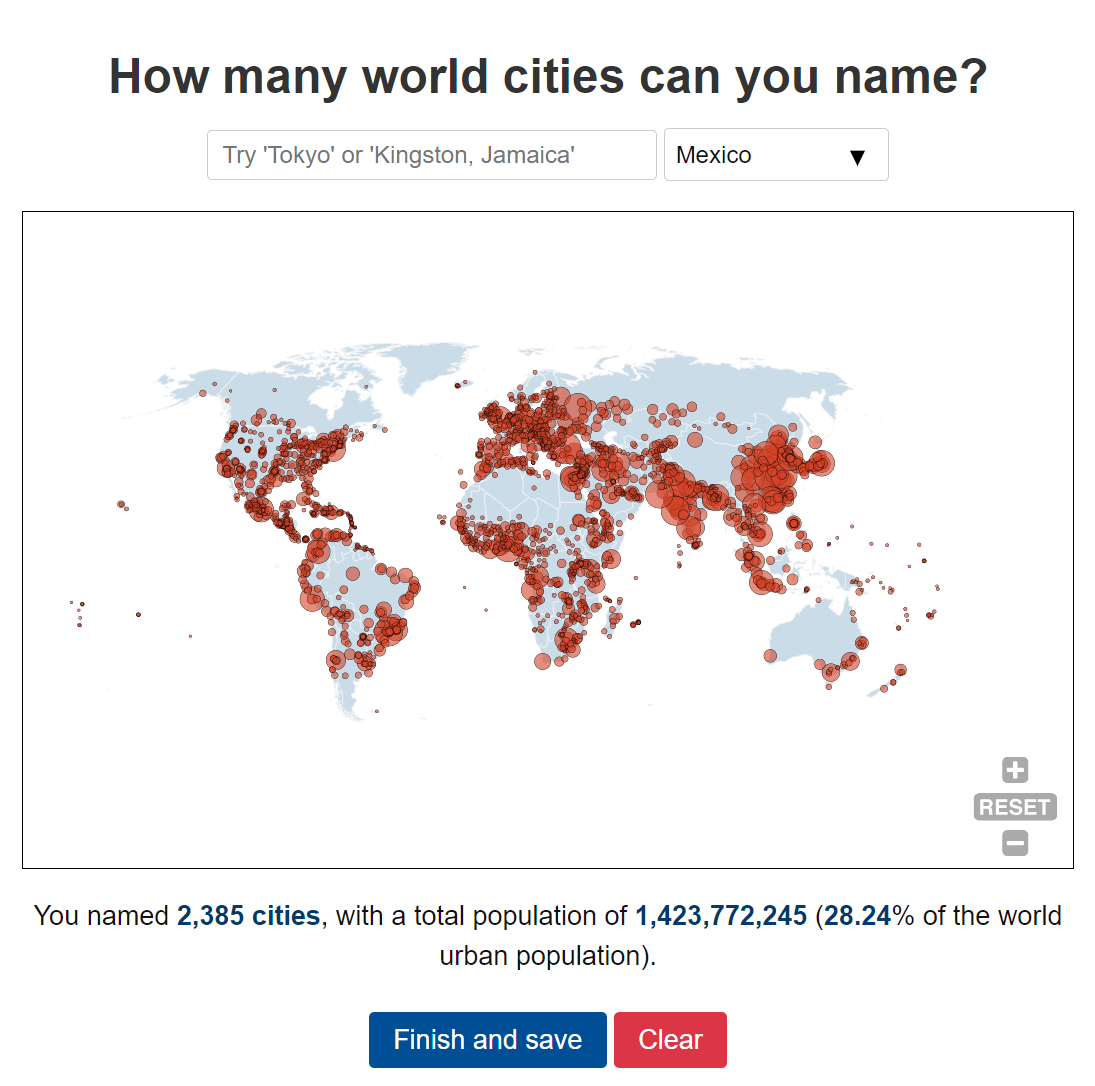 How many world cities can you name?
Try 'Tokyo' or 'Kingston, Jamaica'
Mexico
RESET
You named 2,385 cities, with a total population of 1,423,772,245 (28.24% of the world
urban population).
Finish and save
Clear